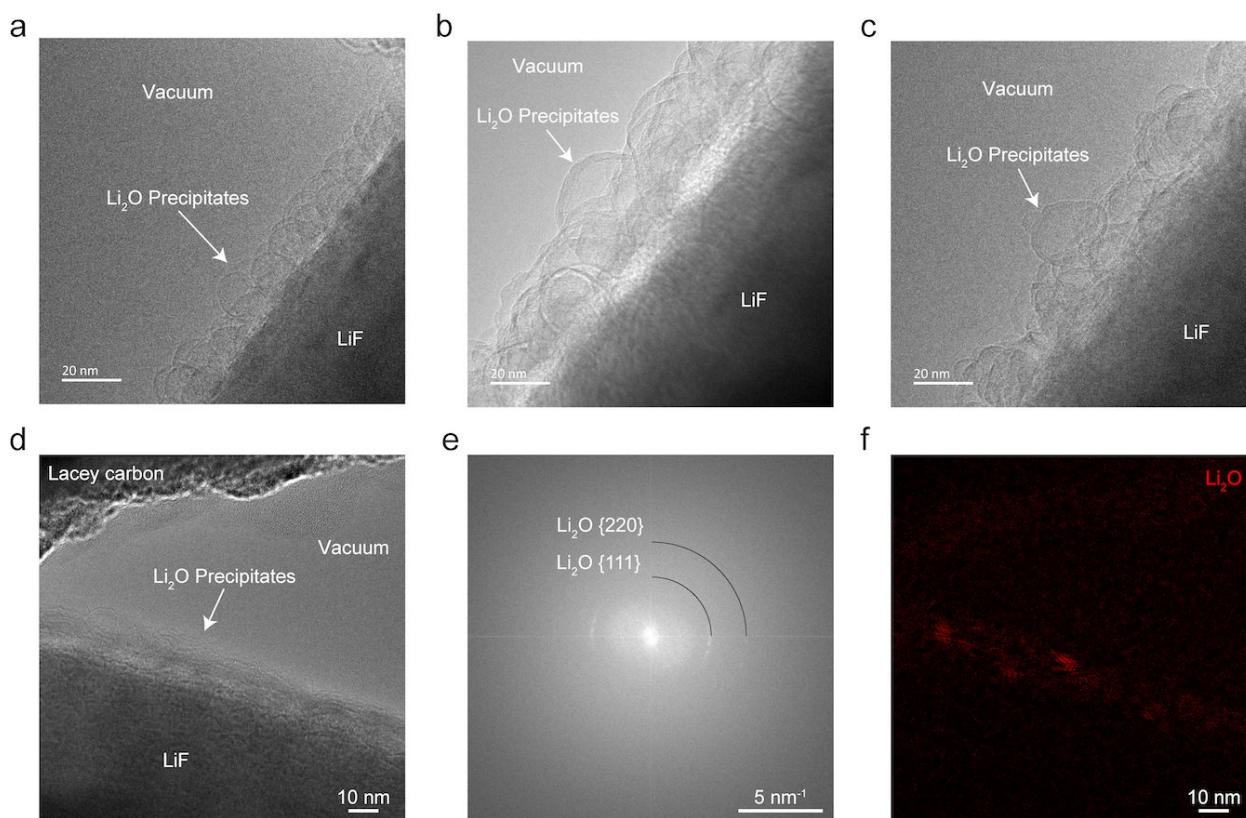 a
Vacuum
Li₂O Precipitates
LiF
20 nm
b
Vacuum
Li₂O Precipitates
LiF
20 nm
c
Vacuum
Li₂O Precipitates
LiF
20 nm
d
Lacey carbon
Vacuum
Li₂O Precipitates
LiF
10 nm
e
Li₂O {220}
Li₂O {111}
5 nm⁻¹
f
Li₂O
10 nm